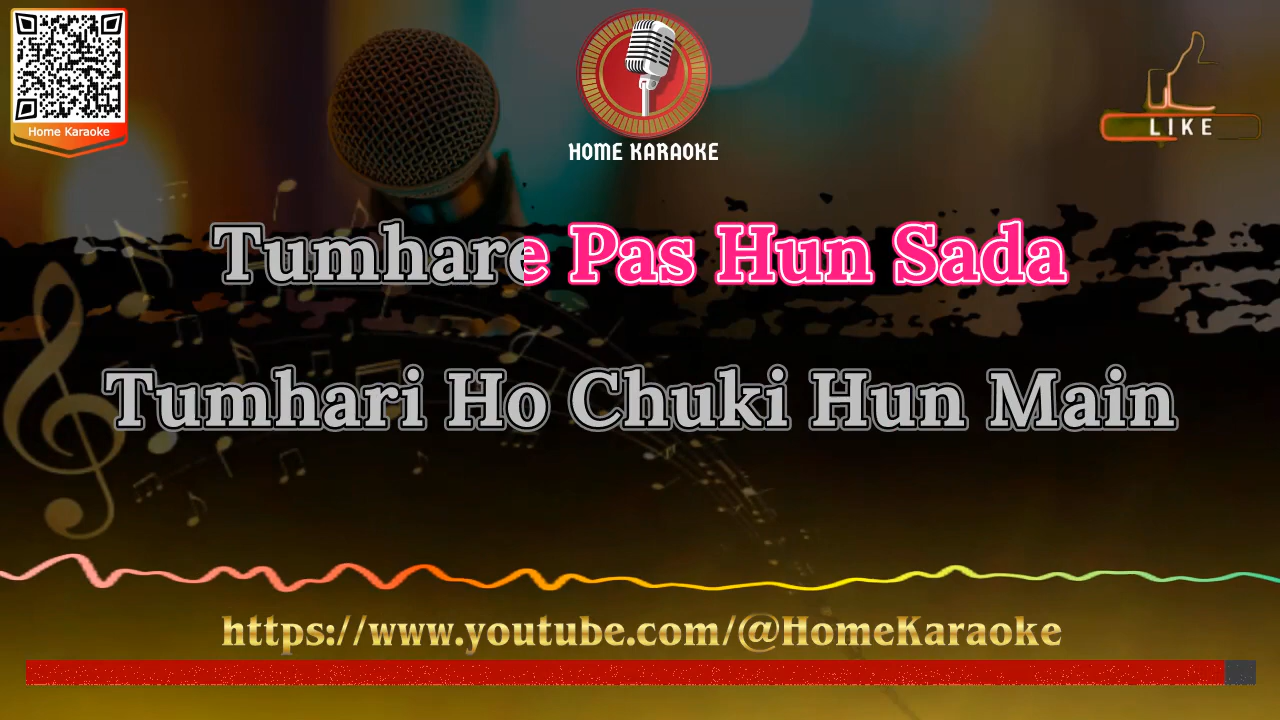 Home Karaoke
HOME KARAOKE
LIKE
Tumhare Pas Hun Sada
Tumhari Ho Chuki Hun Main
https://www.youtube.com/@HomeKaraoke